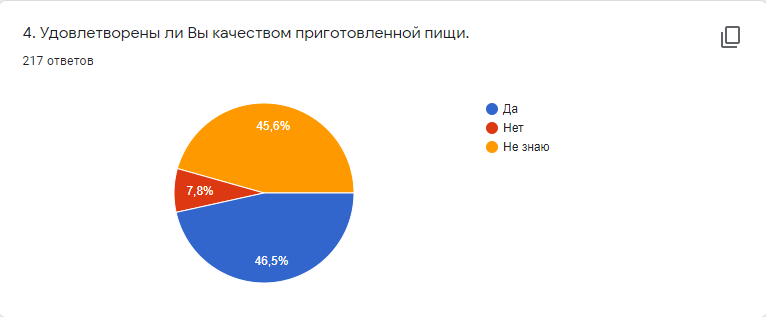 4. Удовлетворены ли Вы качеством приготовленной пищи.
217 ответов
45,6%
7,8%
46,5%
Да
Нет
Не знаю